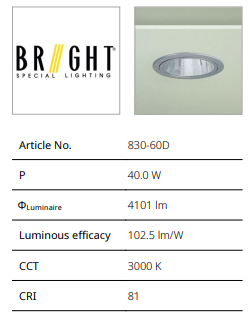 BRIGHT
SPECIAL LIGHTING
Article No. 830-60D
P 40.0 W
ΦLuminaire 4101 lm
Luminous efficacy 102.5 lm/W
CCT 3000 K
CRI 81